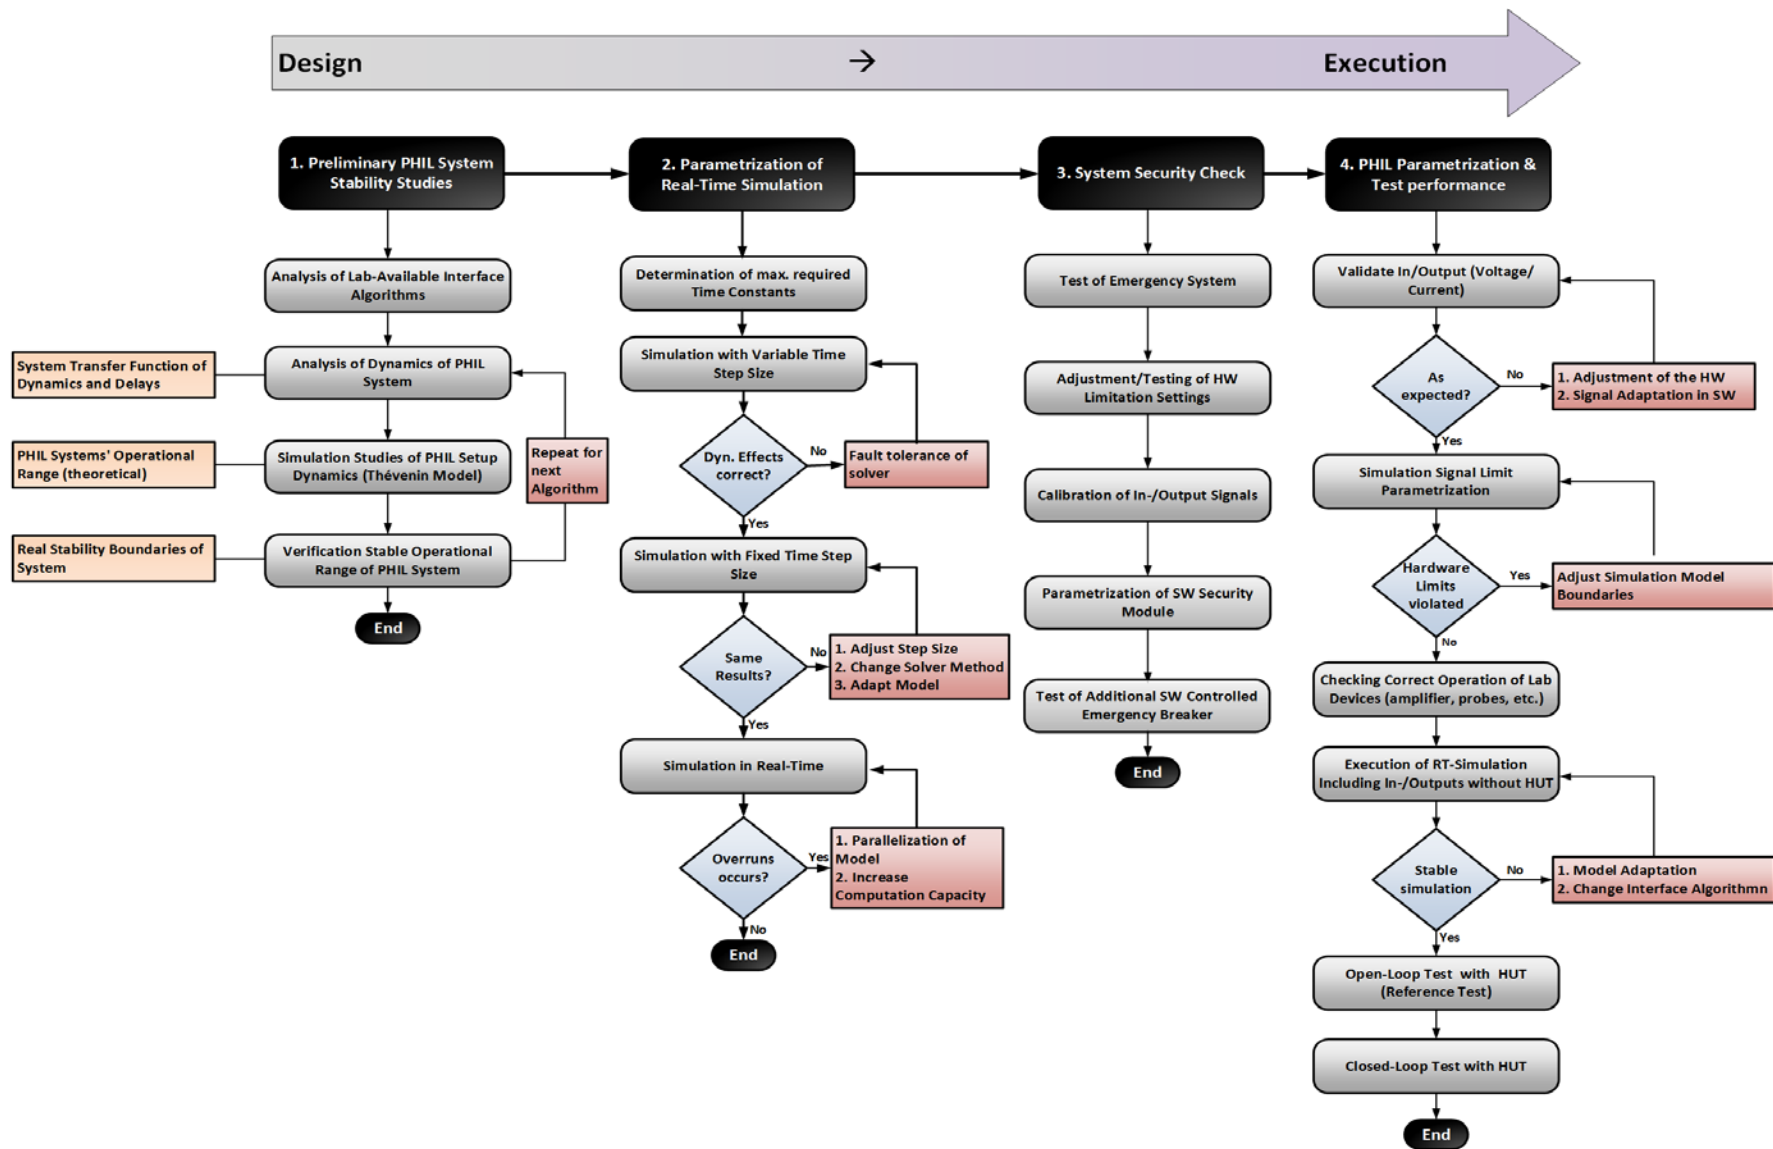 Design
→
Execution
1. Preliminary PHIL System
Stability Studies
Analysis of Lab-Available Interface
Algorithms
System Transfer Function of
Dynamics and Delays
Analysis of Dynamics of PHIL
System
PHIL Systems' Operational
Range (theoretical)
Simulation Studies of PHIL Setup
Dynamics (Thévenin Model)
Repeat for
next
Algorithm
Real Stability Boundaries of
System
Verification Stable Operational
Range of PHIL System
End
2. Parametrization of
Real-Time Simulation
Determination of max. required
Time Constants
Simulation with Variable Time
Step Size
Dyn. Effects
correct?
No
Fault tolerance of
solver
Yes
Simulation with Fixed Time Step
Size
Same
Results?
No
1. Adjust Step Size
2. Change Solver Method
3. Adapt Model
Yes
Simulation in Real-Time
Overruns
occurs?
Yes
1. Parallelization of
Model
2. Increase
Computation Capacity
No
End
3. System Security Check
Test of Emergency System
Adjustment/Testing of HW
Limitation Settings
Calibration of In-/Output Signals
Parametrization of SW Security
Module
Test of Additional SW Controlled
Emergency Breaker
End
4. PHIL Parametrization &
Test performance
Validate In/Output (Voltage/
Current)
As
expected?
No
1. Adjustment of the HW
2. Signal Adaptation in SW
Yes
Simulation Signal Limit
Parametrization
Hardware
Limits
violated
Yes
Adjust Simulation Model
Boundaries
No
Checking Correct Operation of Lab
Devices (amplifier, probes, etc.)
Execution of RT-Simulation
Including In-/Outputs without HUT
Stable
simulation
No
1. Model Adaptation
2. Change Interface Algorithmn
Yes
Open-Loop Test with HUT
(Reference Test)
Closed-Loop Test with HUT
End